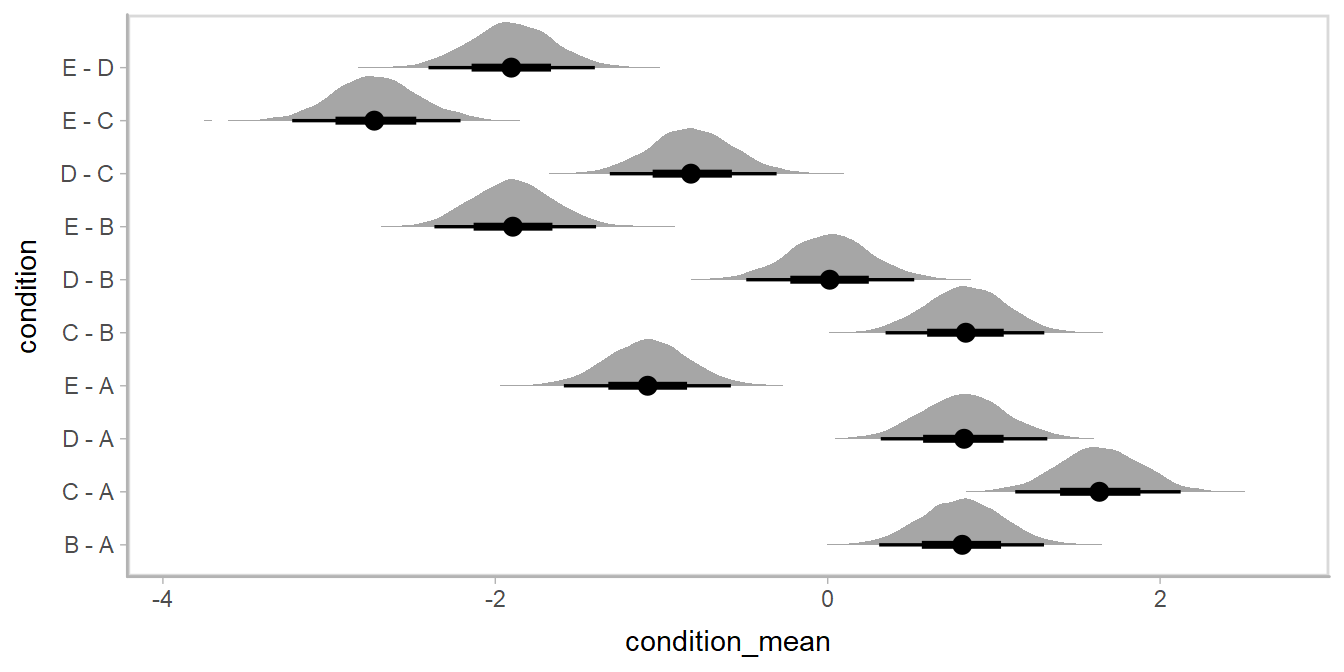 E - D
E - C
D - C
E - B
D - B
C - B
E - A
D - A
C - A
B - A
condition
-4 -2 0 2
condition_mean